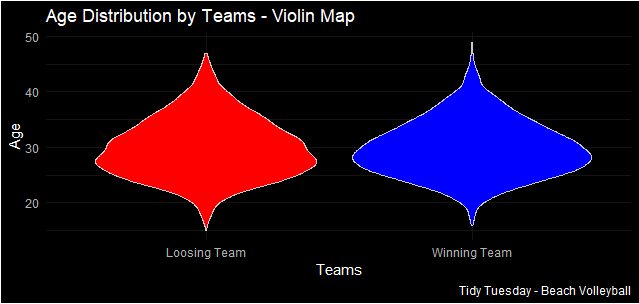 Age Distribution by Teams - Violin Map
50
40
30
20
Age
Loosing Team
Winning Team
Teams
Tidy Tuesday - Beach Volleyball